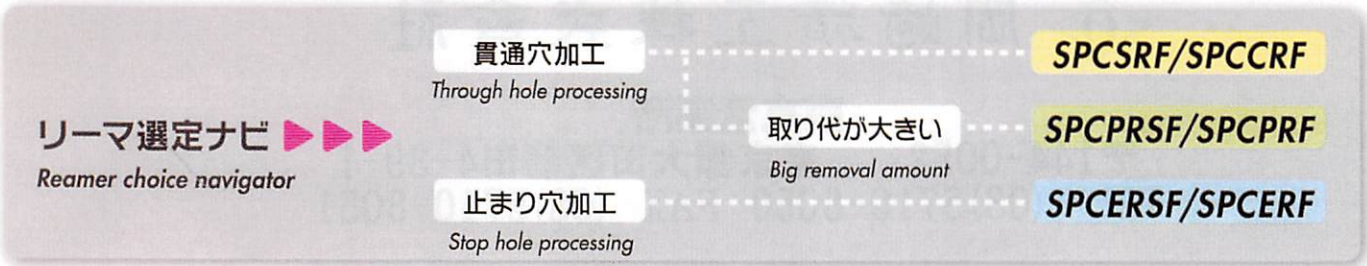 貫通穴加工
Through hole processing
SPCSRF/SPCCRF
リーマ選定ナビ
Reamer choice navigator
取り代が大きい
Big removal amount
SPCPRSF/SPCPRF
止まり穴加工
Stop hole processing
SPCERSF/SPCERF